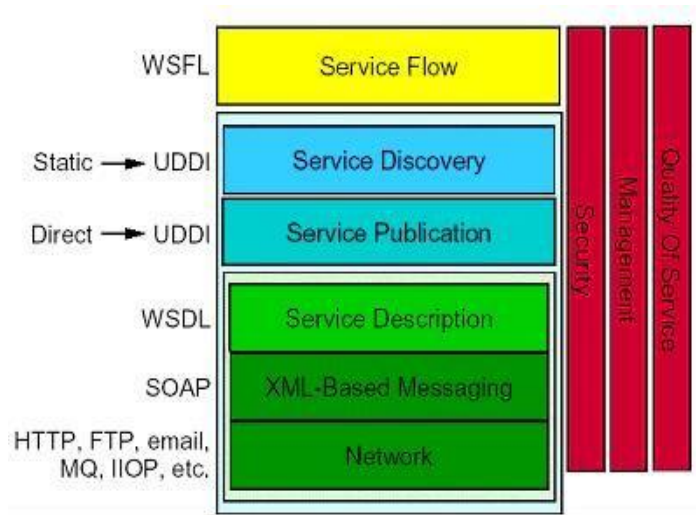 WSFL Service Flow
Static → UDDI Service Discovery
Direct → UDDI Service Publication
WSDL Service Description
SOAP XML-Based Messaging
HTTP, FTP, email,
MQ, IIOP, etc. Network
Security
Management
Quality Of Service